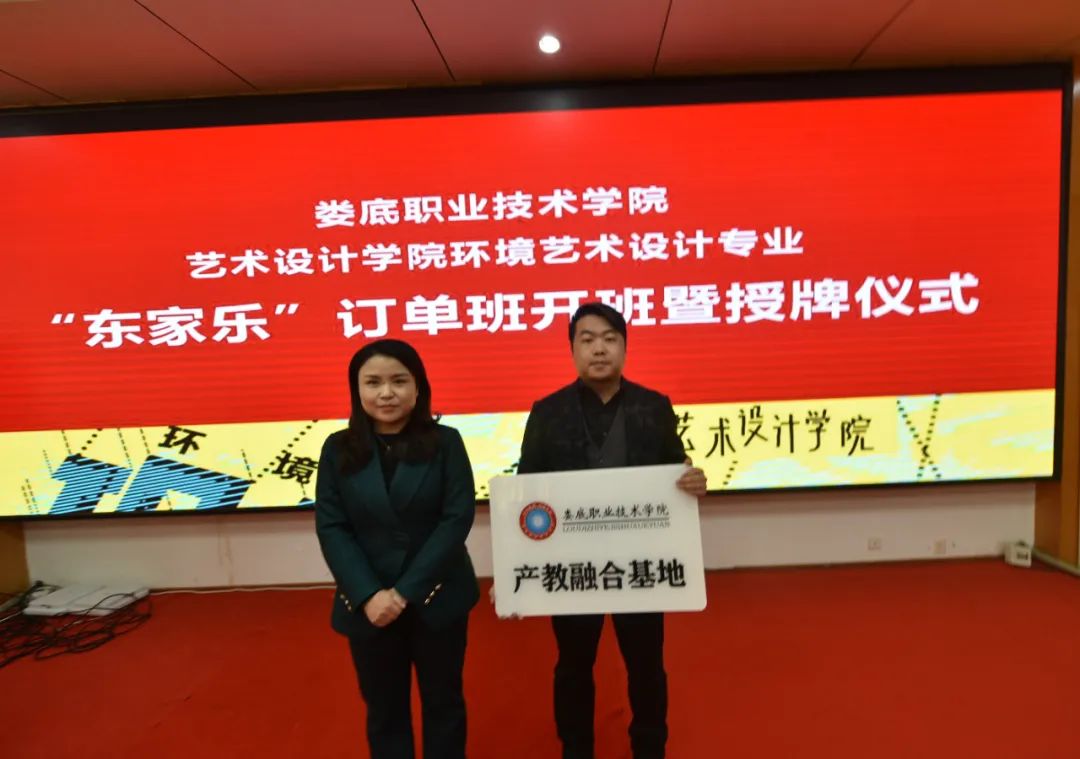 娄底职业技术学院
艺术设计学院环境艺术设计专业
“东家乐”订单班开班暨授牌仪式
环
境
艺术设计学院
娄底职业技术学院
产教融合基地